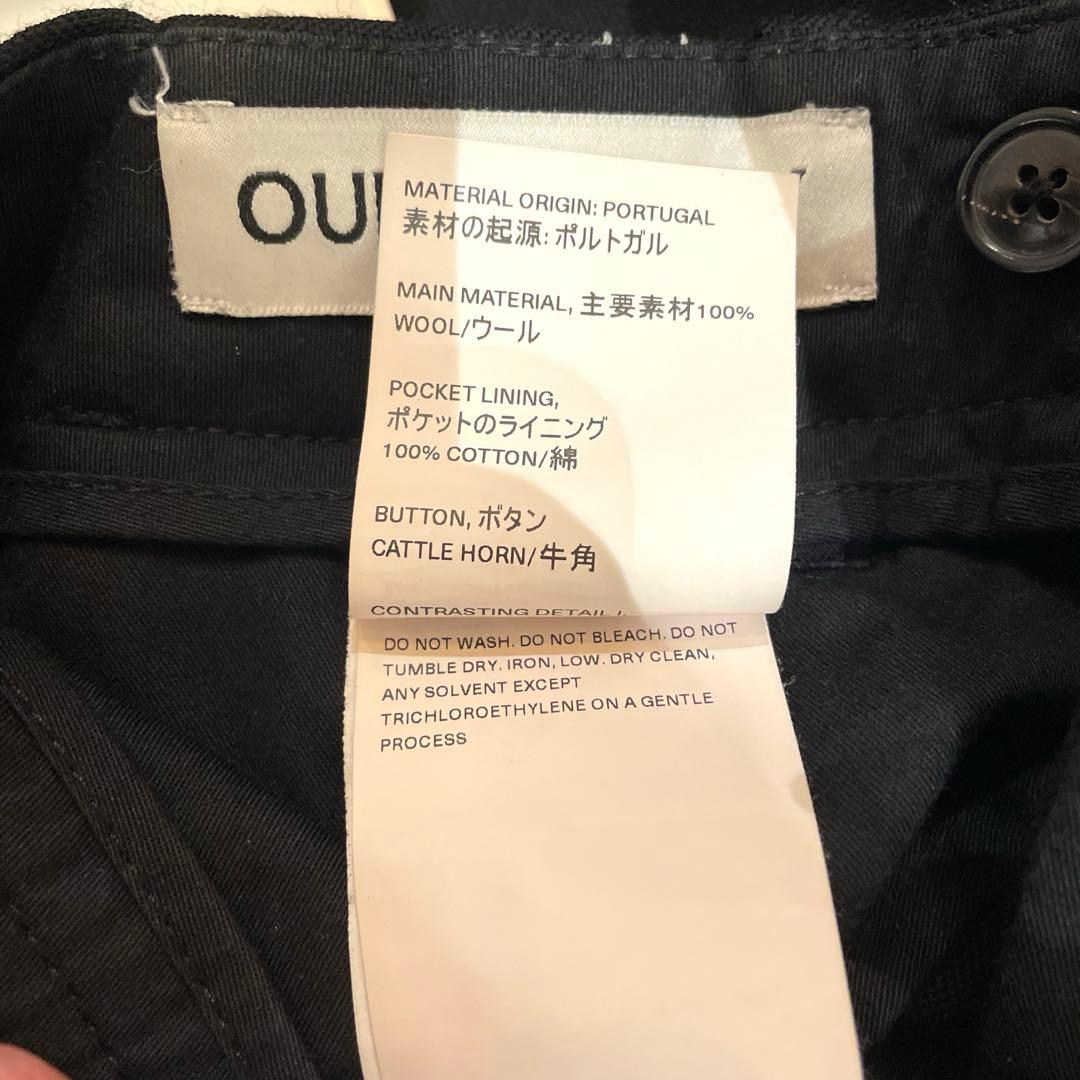 OU
MATERIAL ORIGIN: PORTUGAL
素材の起源: ポルトガル
MAIN MATERIAL, 主要素材100%
WOOL/ウール
POCKET LINING,
ポケットのライニング
100% COTTON/綿
BUTTON, ボタン
CATTLE HORN/牛角
CONTRASTING DETAIL
DO NOT WASH. DO NOT BLEACH. DO NOT
TUMBLE DRY. IRON, LOW. DRY CLEAN,
ANY SOLVENT EXCEPT
TRICHLOROETHYLENE ON A GENTLE
PROCESS